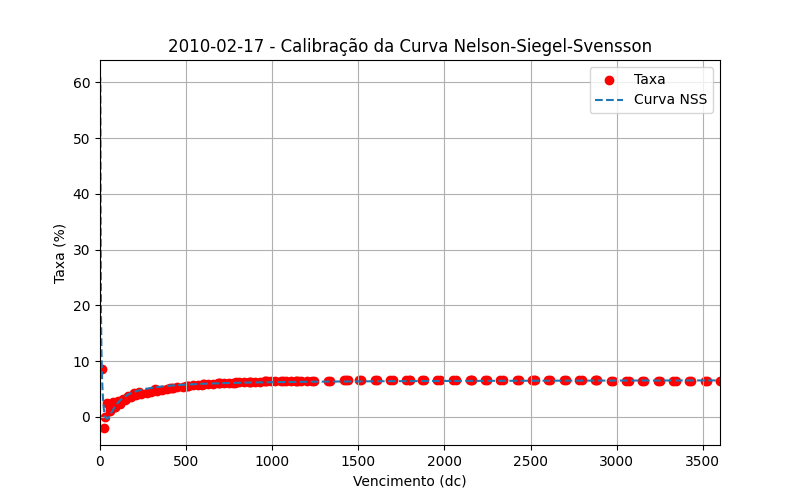 2010-02-17 - Calibração da Curva Nelson-Siegel-Svensson
Taxa
Curva NSS
Taxa (%)
60
50
40
30
20
10
0
0 500 1000 1500 2000 2500 3000 3500
Vencimento (dc)